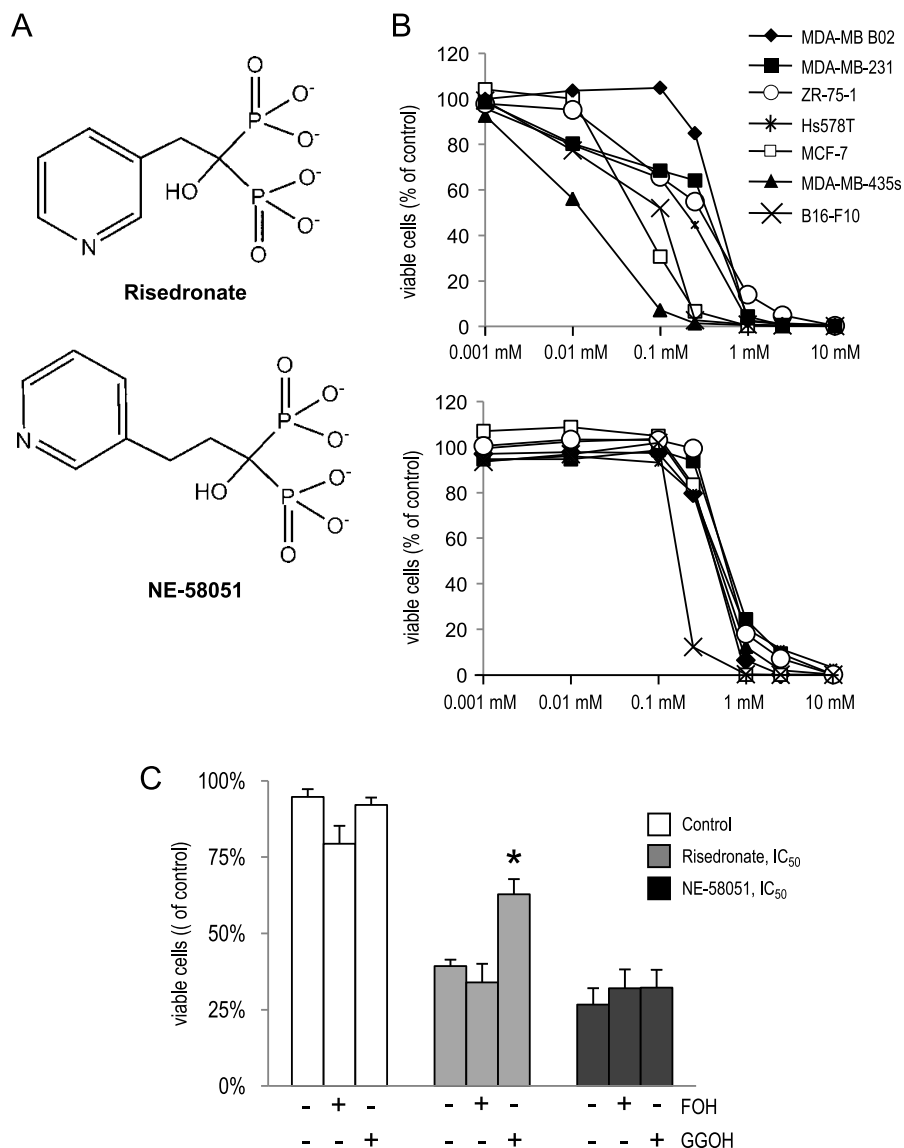 A
O
O-
P
O-
HO
O-
P
O-
N
O
Risedronate
O
O-
P
N
O-
HO
O-
P
O-
O
NE-58051
B
MDA-MB B02
MDA-MB-231
ZR-75-1
Hs578T
MCF-7
MDA-MB-435s
B16-F10
viable cells (% of control)
120
100
80
60
40
20
0
0.001 mM 0.01 mM 0.1 mM 1 mM 10 mM
viable cells (% of control)
120
100
80
60
40
20
0
0.001 mM 0.01 mM 0.1 mM 1 mM 10 mM
C
viable cells (( of control)
100%
75%
50%
25%
0%
*
Control
Risedronate, IC50
NE-58051, IC50
- + - - + - - + - FOH
- - + - - + - - + GGOH